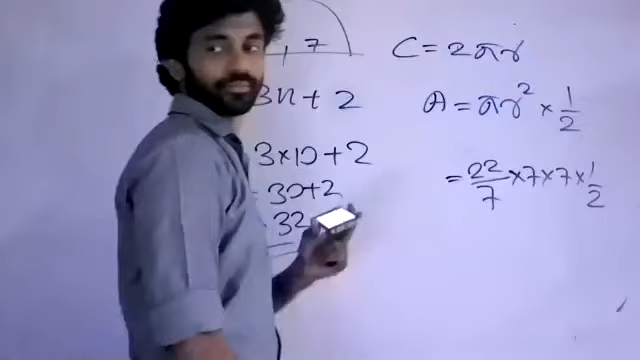 7
C = 2πr
3n + 2
A = πr² × 1/2
3×10 + 2
= 22/7 × 7 × 7 × 1/2
30+2
32